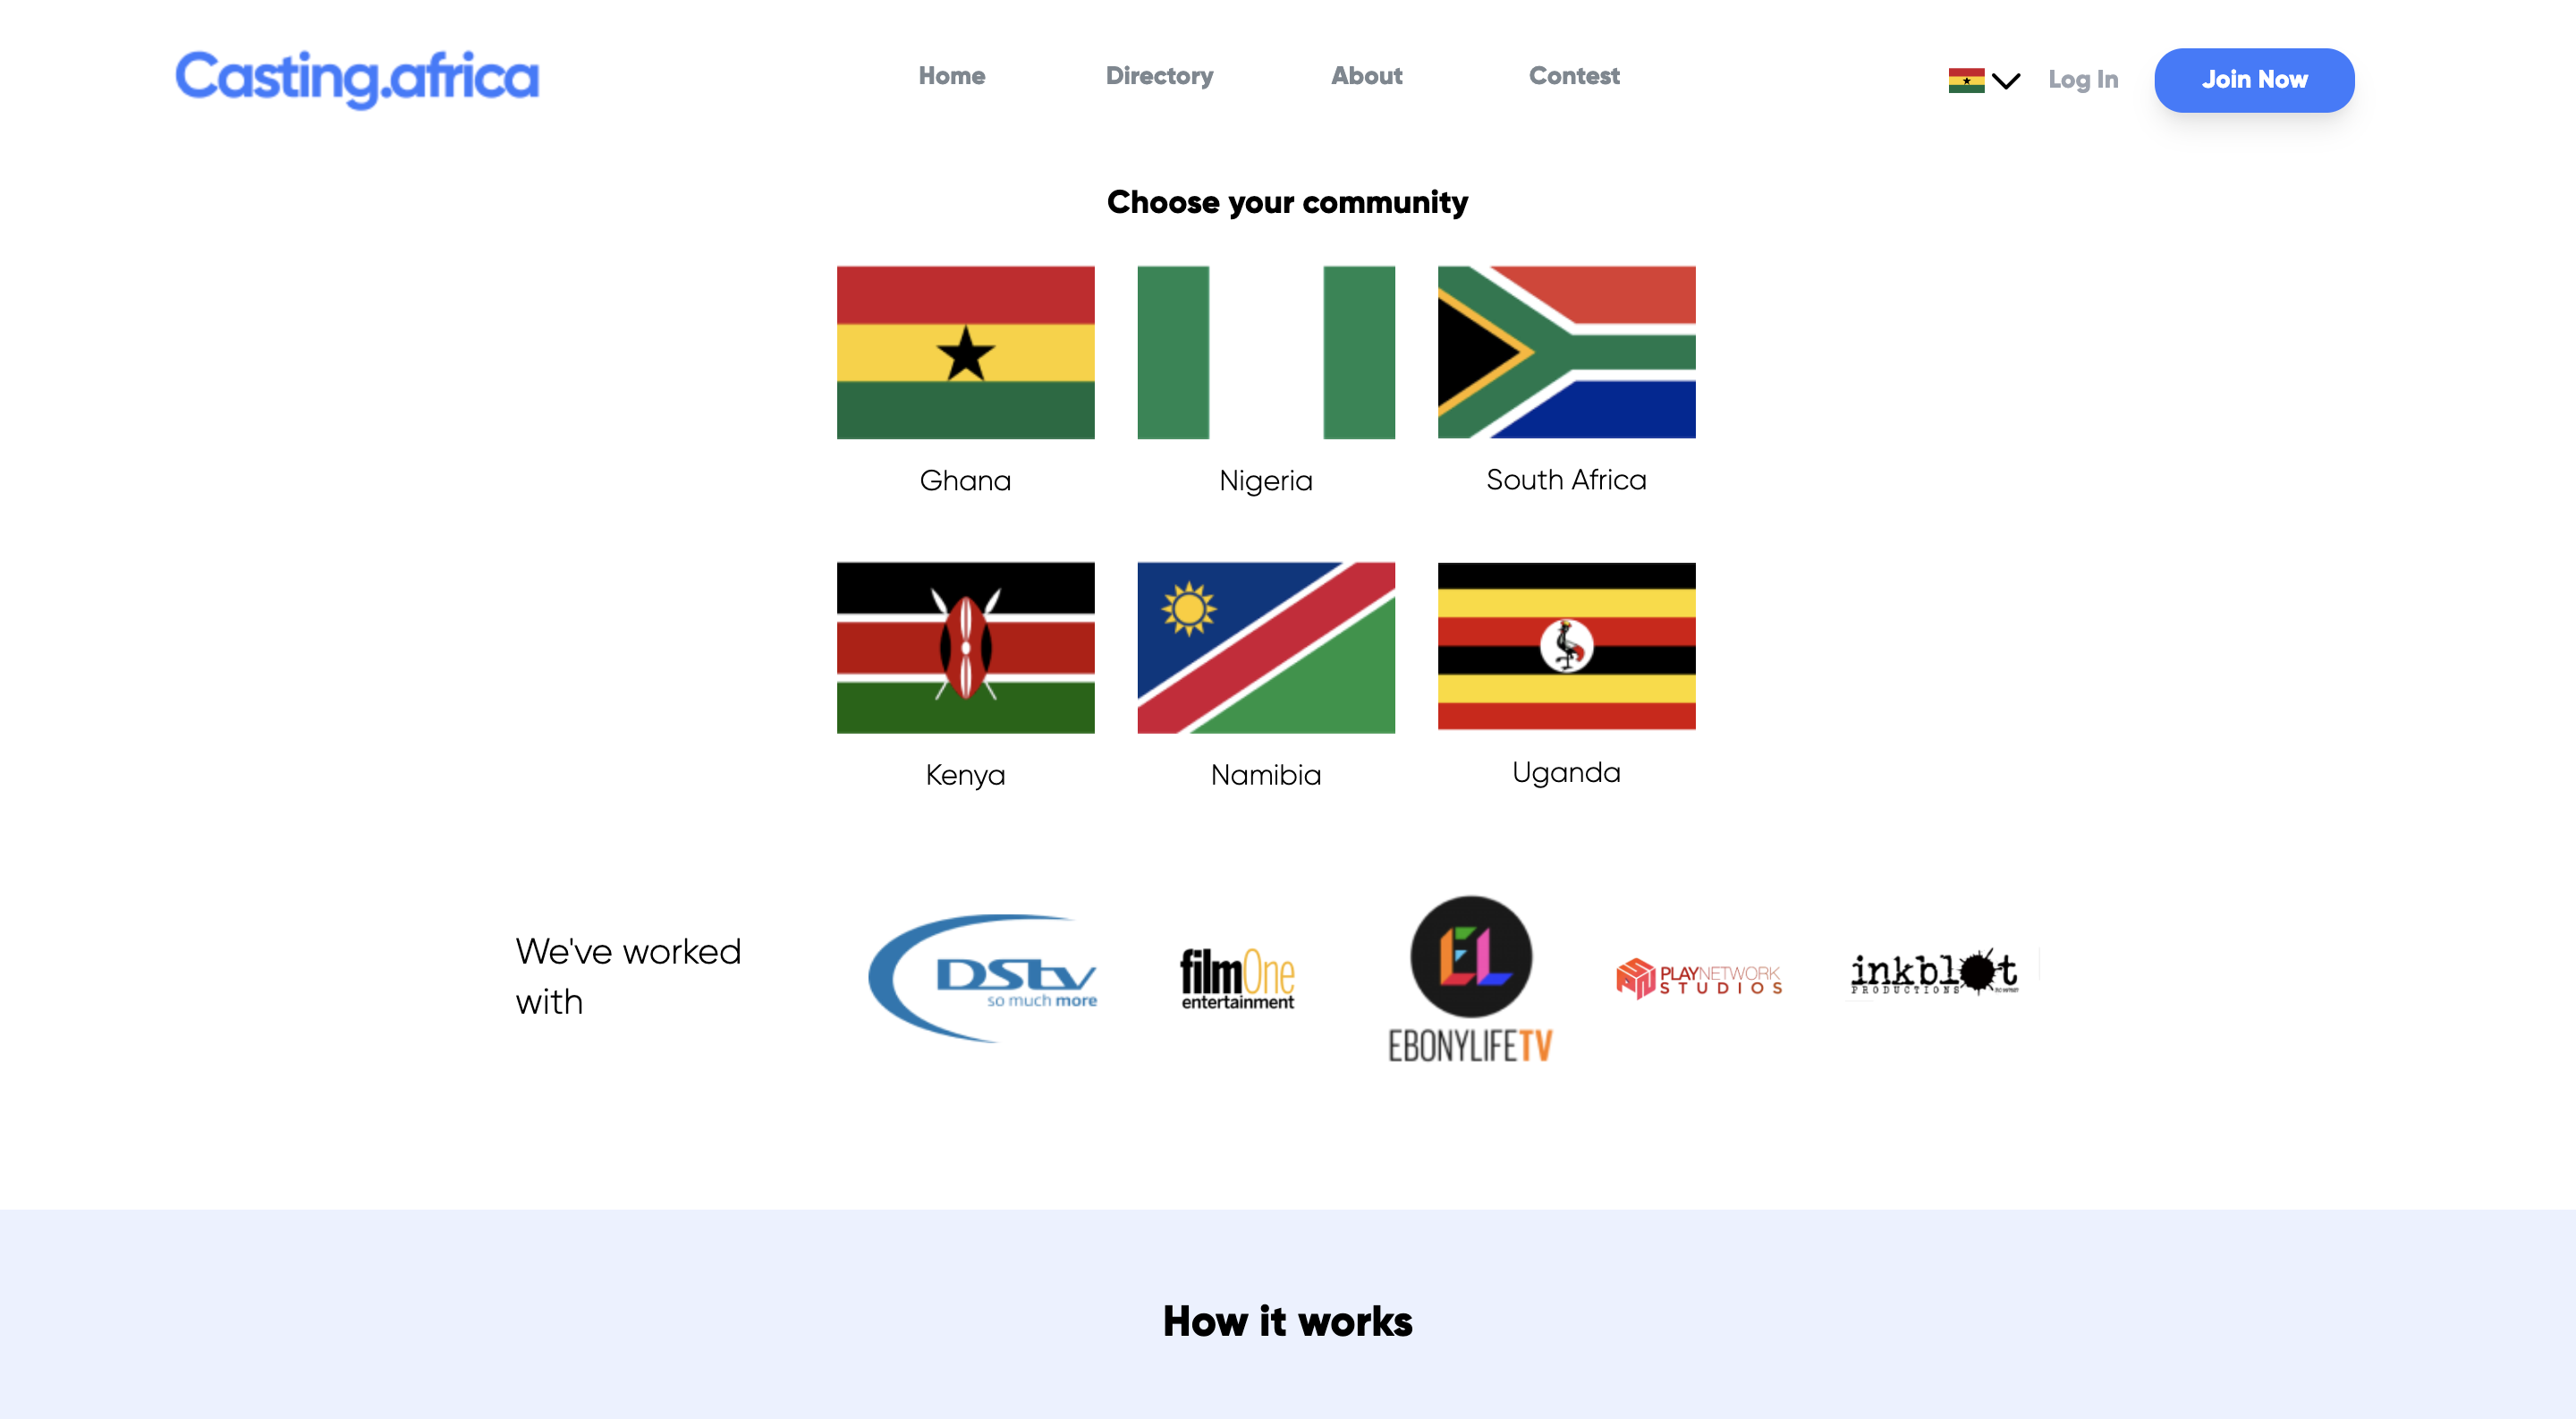 Casting.africa
Home Directory About Contest
Log In
Join Now
Choose your community
Ghana Nigeria South Africa
Kenya Namibia Uganda
We've worked
with
DStv
so much more
filmOne
entertainment
EL
EBONYLIFETV
PLAYNETWORK
STUDIOS
inkblot
PRODUCTIONS
How it works